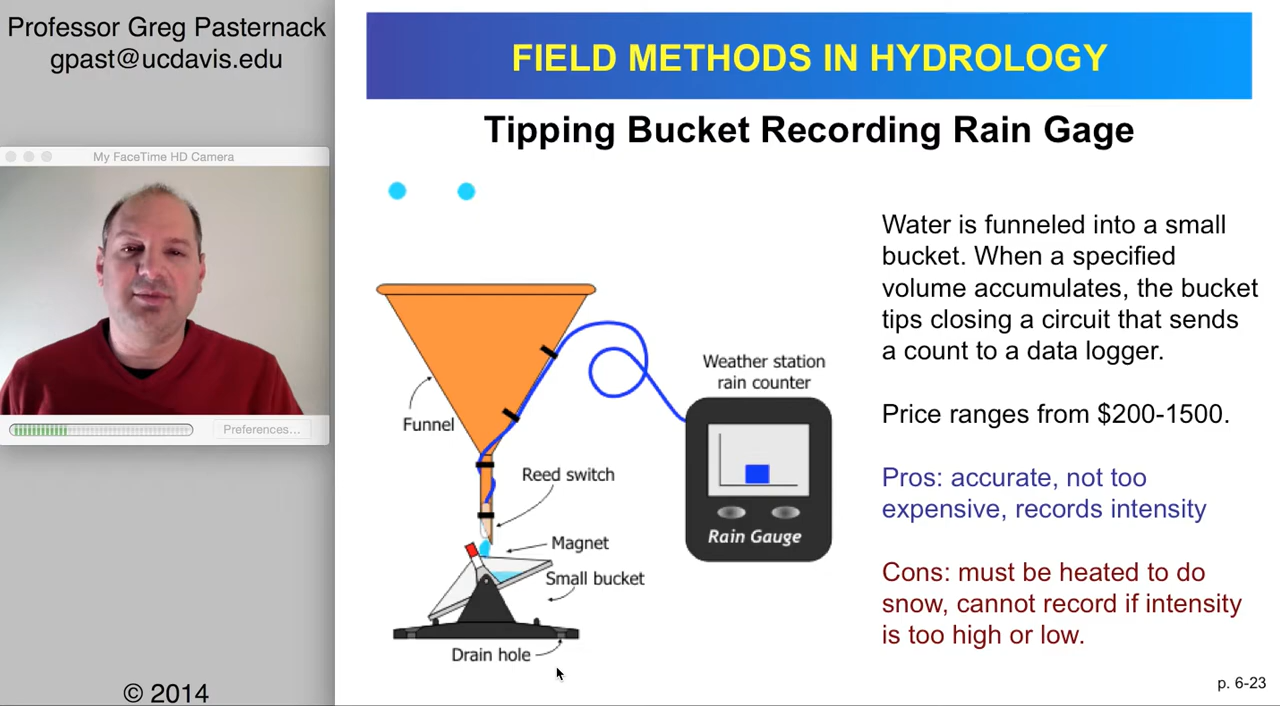 Professor Greg Pasternack
gpast@ucdavis.edu
My FaceTime HD Camera
Preferences...
© 2014
FIELD METHODS IN HYDROLOGY
Tipping Bucket Recording Rain Gage
Funnel
Reed switch
Magnet
Small bucket
Drain hole
Weather station
rain counter
Rain Gauge
Water is funneled into a small
bucket. When a specified
volume accumulates, the bucket
tips closing a circuit that sends
a count to a data logger.
Price ranges from $200-1500.
Pros: accurate, not too
expensive, records intensity
Cons: must be heated to do
snow, cannot record if intensity
is too high or low.
p. 6-23